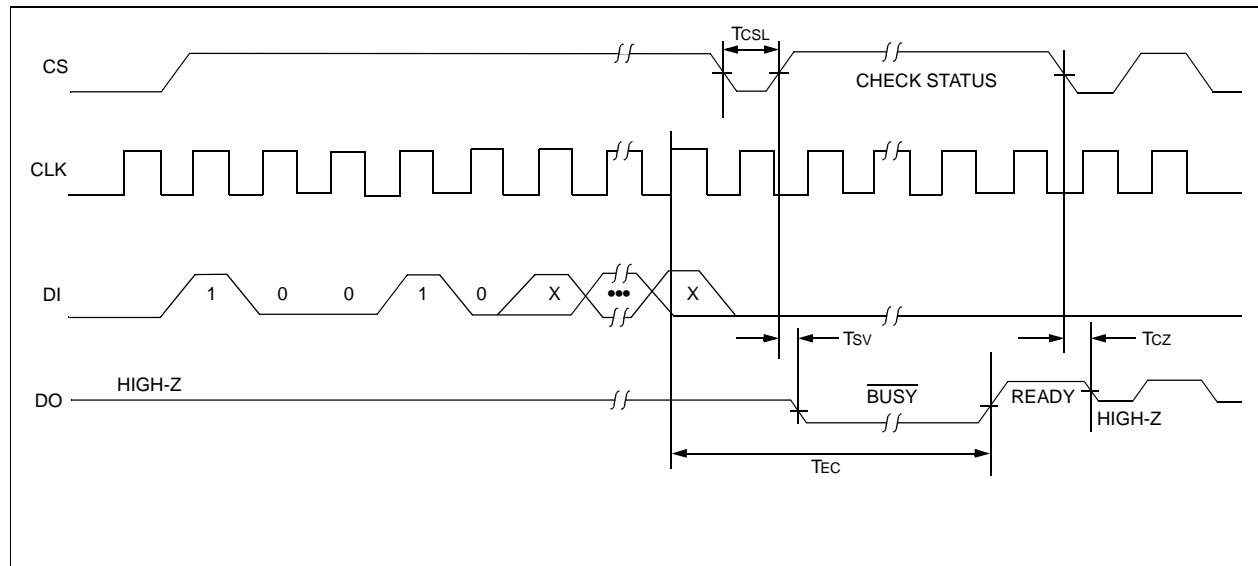 TCSL
CS
CHECK STATUS
CLK
DI
1 0 0 1 0 X ••• X
TSV
TCZ
HIGH-Z
DO
BUSY
READY
HIGH-Z
TEC